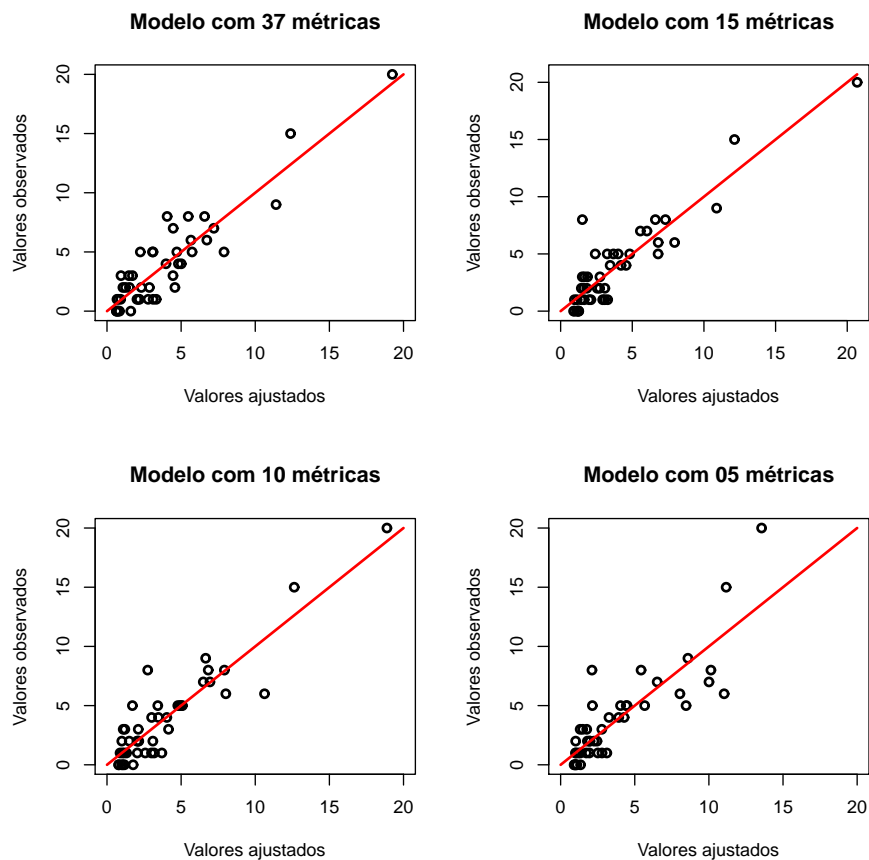 Modelo com 37 métricas
Valores observados
20
15
10
5
0
0 5 10 15 20
Valores ajustados
Modelo com 15 métricas
Valores observados
20
15
10
5
0
0 5 10 15 20
Valores ajustados
Modelo com 10 métricas
Valores observados
20
15
10
5
0
0 5 10 15 20
Valores ajustados
Modelo com 05 métricas
Valores observados
20
15
10
5
0
0 5 10 15 20
Valores ajustados